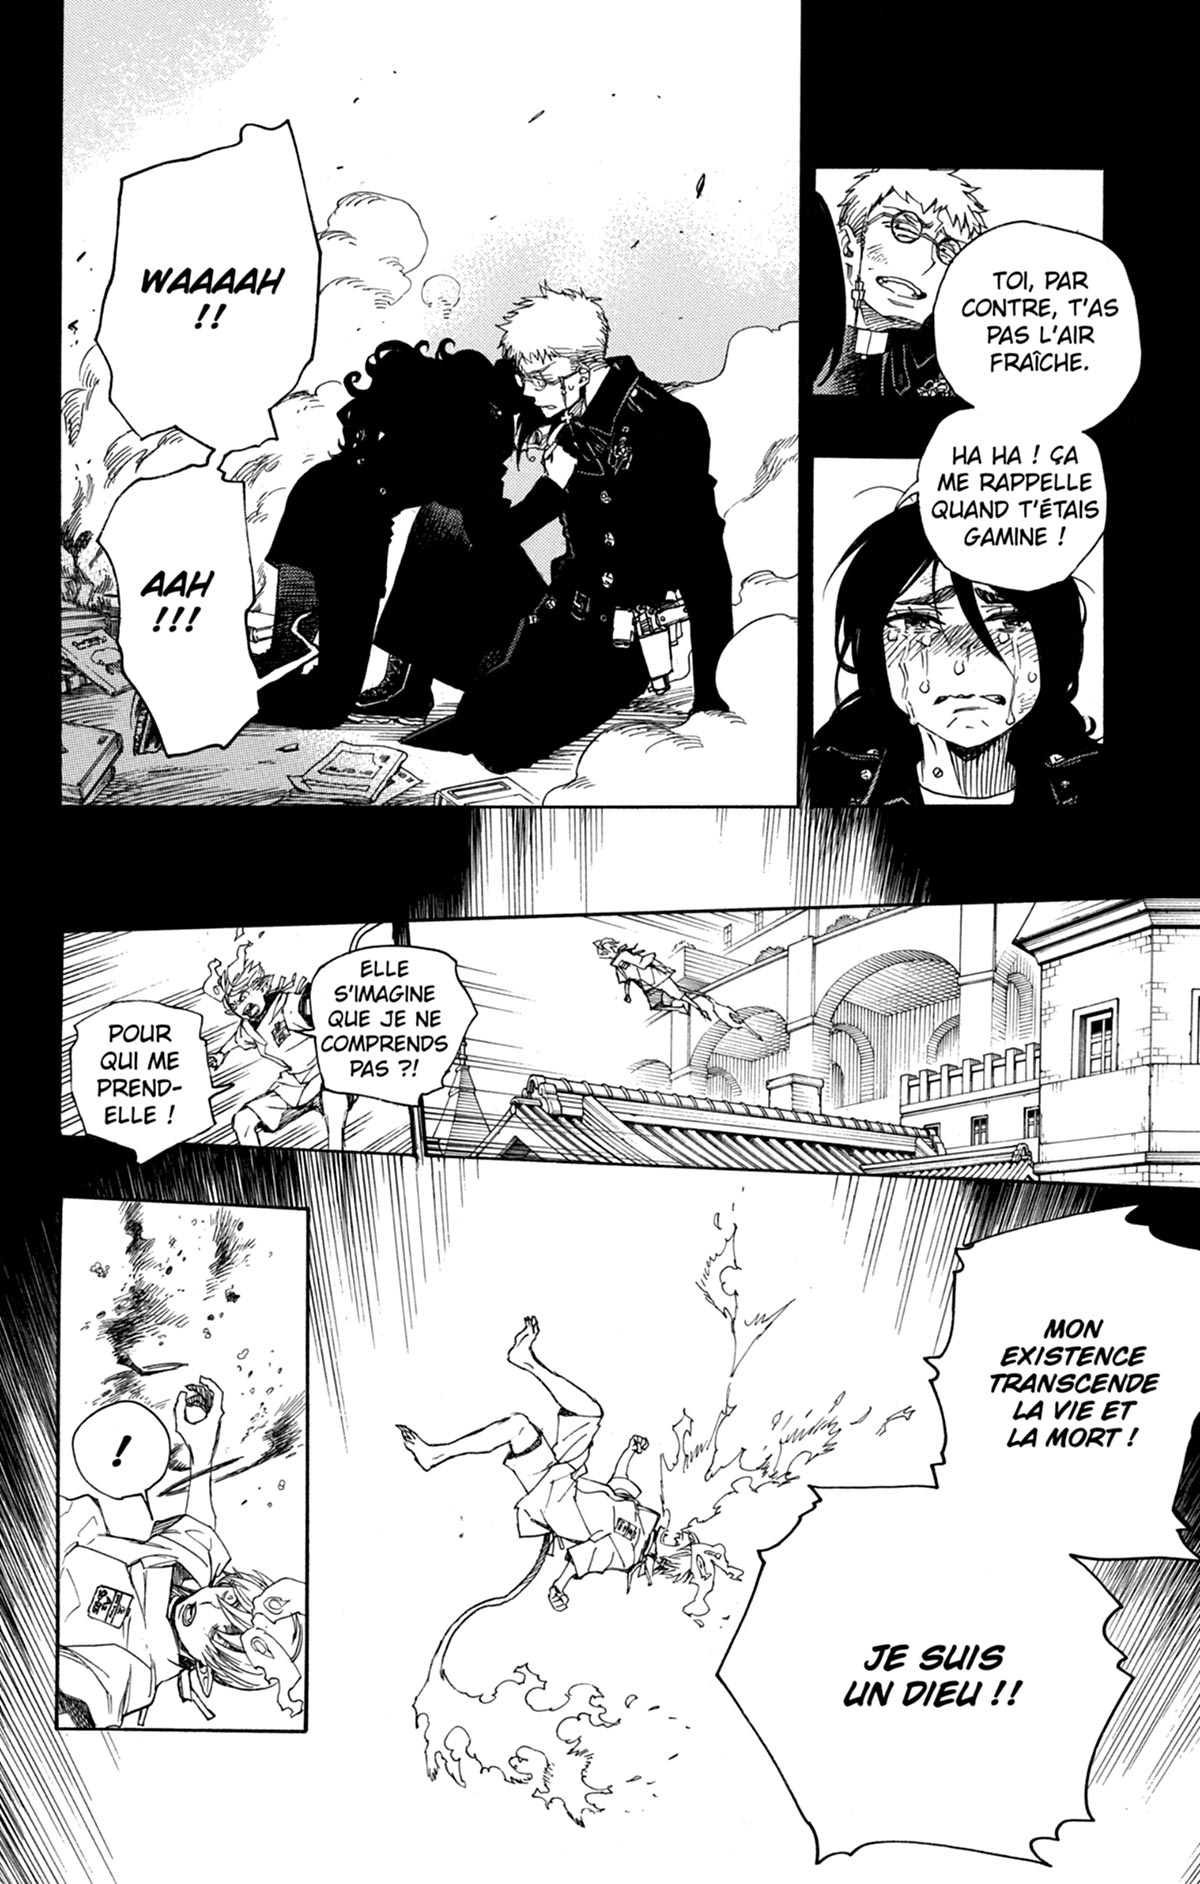 TOI, PAR
CONTRE, T'AS
PAS L'AIR
FRAÎCHE.
HA HA ! ÇA
ME RAPPELLE
QUAND T'ÉTAIS
GAMINE !
WAAAAH
!!
AAH
!!!
ELLE
S'IMAGINE
QUE JE NE
COMPRENDS
PAS ?!
POUR
QUI ME
PREND-
ELLE !
MON
EXISTENCE
TRANSCENDE
LA VIE ET
LA MORT !
JE SUIS
UN DIEU !!
!